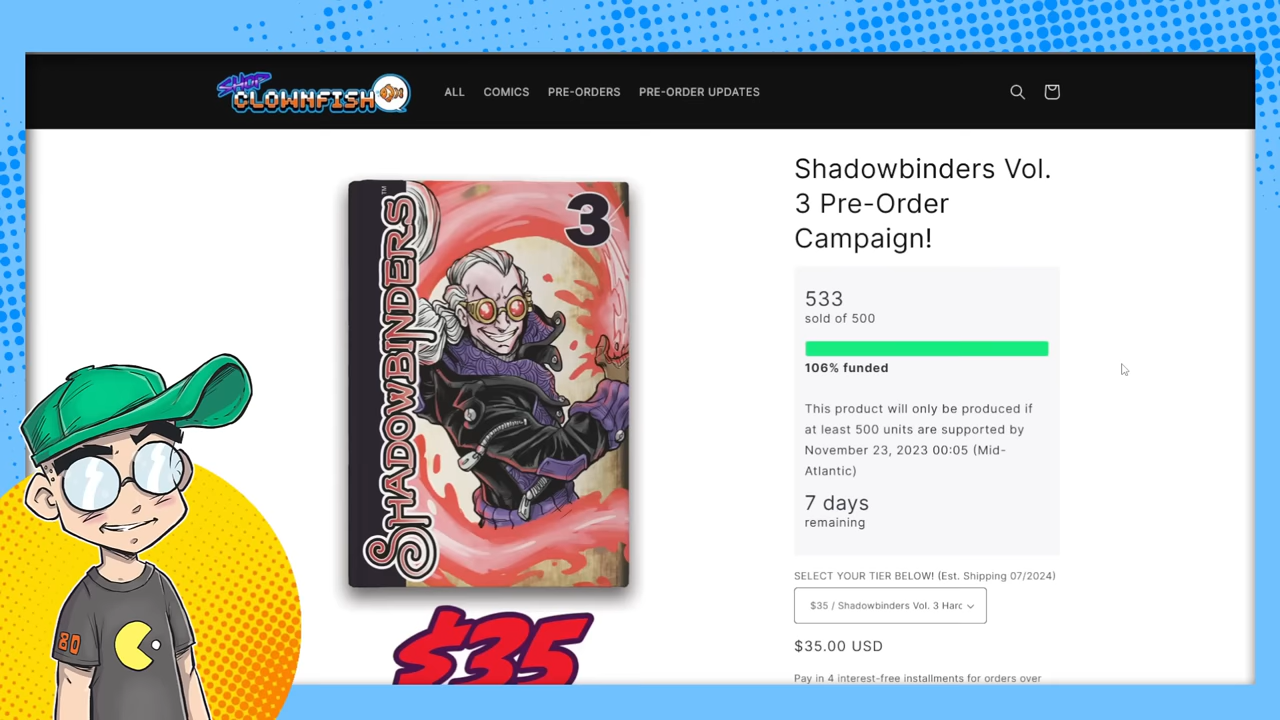 SHOP
CLOWNFISH
ALL
COMICS
PRE-ORDERS
PRE-ORDER UPDATES
SHADOWBINDERS
TM
3
$35
Shadowbinders Vol.
3 Pre-Order
Campaign!
533
sold of 500
106% funded
This product will only be produced if
at least 500 units are supported by
November 23, 2023 00:05 (Mid-
Atlantic)
7 days
remaining
SELECT YOUR TIER BELOW! (Est. Shipping 07/2024)
$35 / Shadowbinders Vol. 3 Harc
$35.00 USD
Pay in 4 interest-free installments for orders over
80